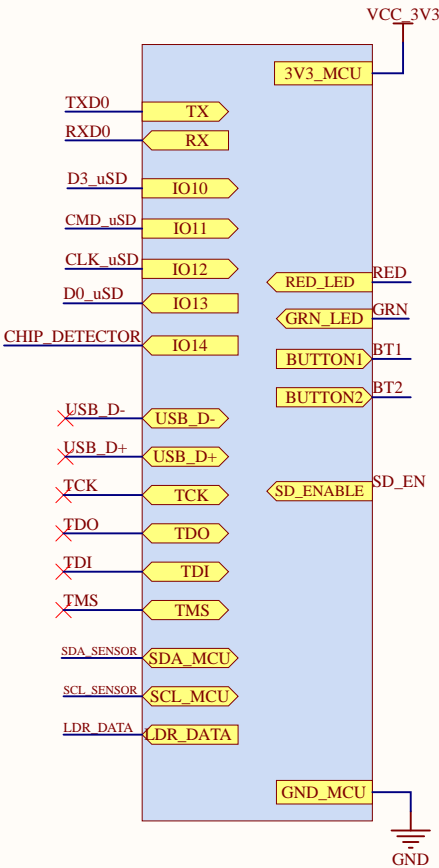 VCC_3V3
3V3_MCU
TXD0 TX
RXD0 RX
D3_uSD IO10
CMD_uSD IO11
CLK_uSD IO12
RED_LED RED
D0_uSD IO13
GRN_LED GRN
CHIP_DETECTOR IO14
BUTTON1 BT1
BUTTON2 BT2
USB_D- USB_D-
USB_D+ USB_D+
TCK TCK
SD_ENABLE SD_EN
TDO TDO
TDI TDI
TMS TMS
SDA_SENSOR SDA_MCU
SCL_SENSOR SCL_MCU
LDR_DATA LDR_DATA
GND_MCU
GND